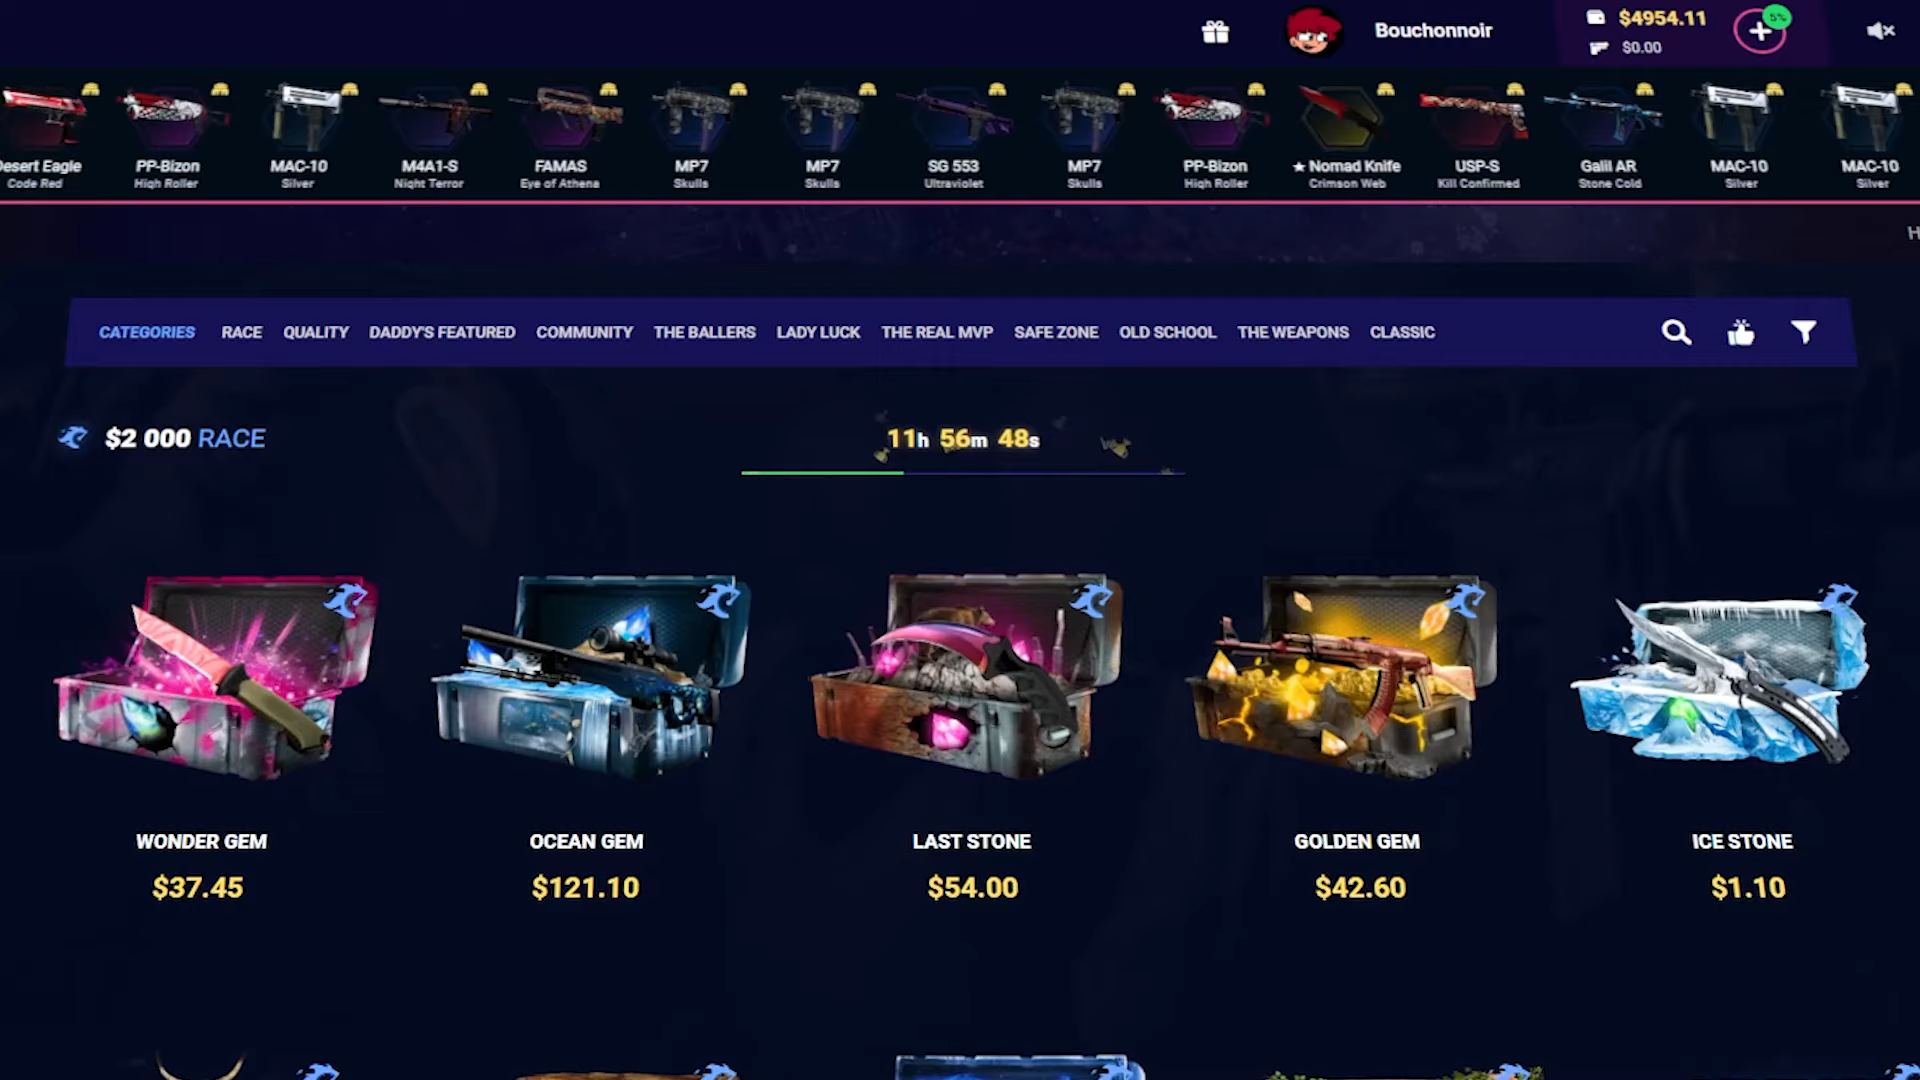 Bouchonnoir
$4954.11
5%
$0.00
Desert Eagle
Code Red
PP-Bizon
High Roller
MAC-10
Silver
M4A1-S
Night Terror
FAMAS
Eye of Athena
MP7
Skulls
MP7
Skulls
SG 553
Ultraviolet
MP7
Skulls
PP-Bizon
High Roller
★ Nomad Knife
Crimson Web
USP-S
Kill Confirmed
Galil AR
Stone Cold
MAC-10
Silver
MAC-10
Silver
H
CATEGORIES RACE QUALITY DADDY'S FEATURED COMMUNITY THE BALLERS LADY LUCK THE REAL MVP SAFE ZONE OLD SCHOOL THE WEAPONS CLASSIC
$2 000 RACE
11h 56m 48s
WONDER GEM
$37.45
OCEAN GEM
$121.10
LAST STONE
$54.00
GOLDEN GEM
$42.60
ICE STONE
$1.10